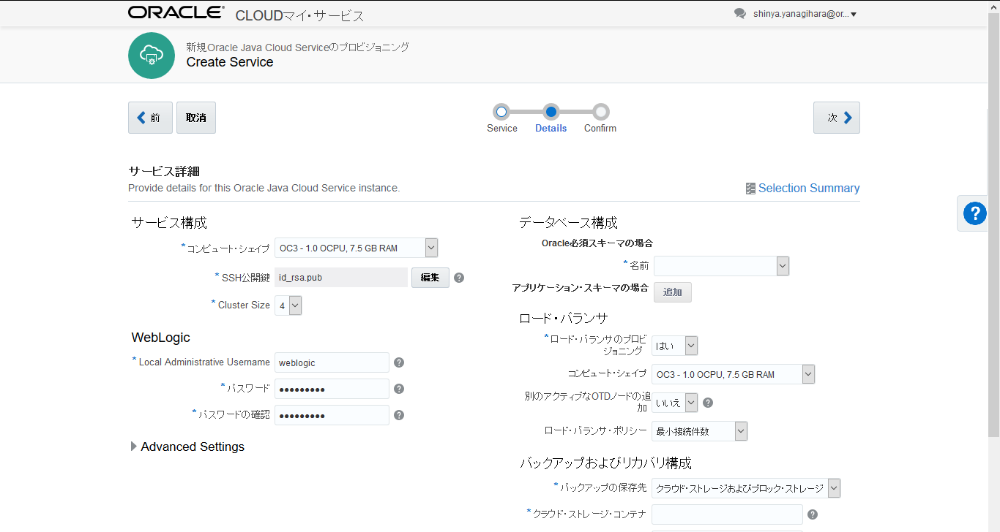 ORACLE® CLOUDマイ・サービス
shinya.yanagihara@or...
新規Oracle Java Cloud Serviceのプロビジョニング
Create Service
前
取消
Service
Details
Confirm
次
サービス詳細
Provide details for this Oracle Java Cloud Service instance.
Selection Summary
サービス構成
*コンピュート・シェイプ OC3 - 1.0 OCPU, 7.5 GB RAM
*SSH公開鍵 id_rsa.pub 編集 ?
*Cluster Size 4
WebLogic
*Local Administrative Username weblogic ?
*パスワード ●●●●●●●●● ?
*パスワードの確認 ●●●●●●●●● ?
Advanced Settings
データベース構成
Oracle必須スキーマの場合
*名前
アプリケーション・スキーマの場合 追加
ロード・バランサ
*ロード・バランサのプロビ
ジョニング はい
コンピュート・シェイプ OC3 - 1.0 OCPU, 7.5 GB RAM
別のアクティブなOTDノードの追
加 いいえ ?
ロード・バランサ・ポリシー 最小接続件数
バックアップおよびリカバリ構成
*バックアップの保存先 クラウド・ストレージおよびブロック・ストレージ
*クラウド・ストレージ・コンテナ ?
?